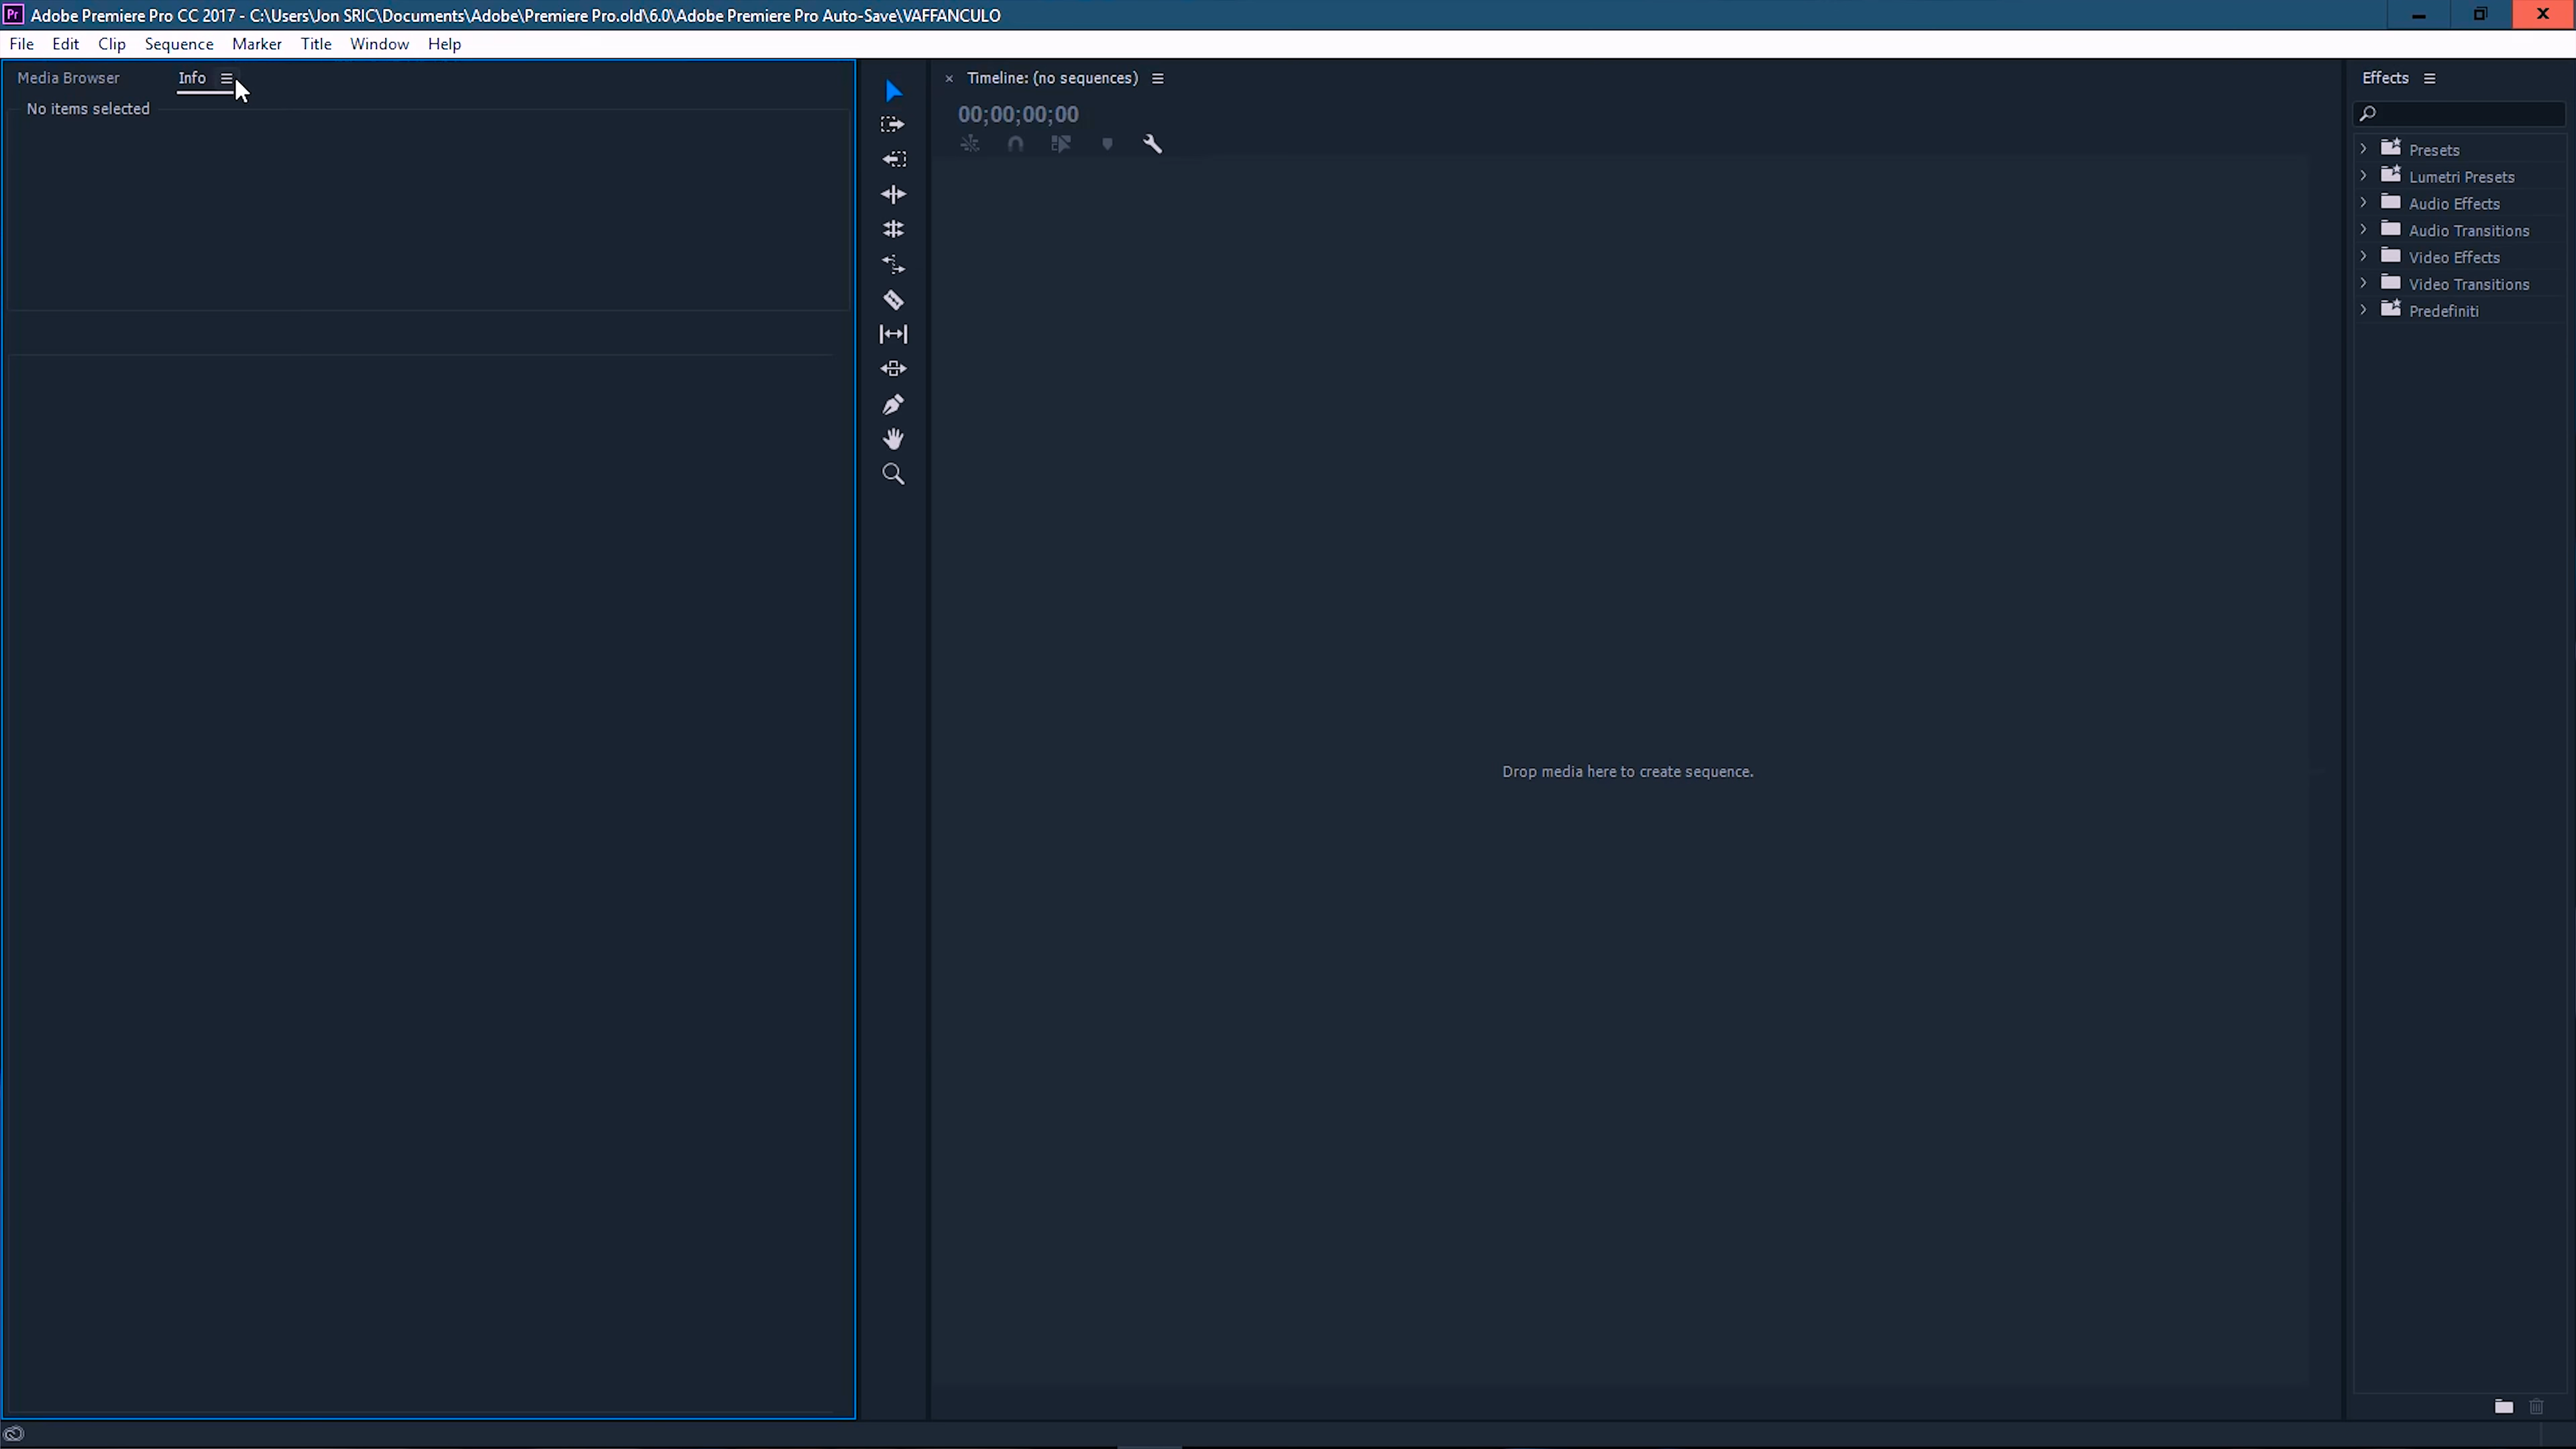 Pr Adobe Premiere Pro CC 2017 - C:\Users\Jon SRIC\Documents\Adobe\Premiere Pro.old\6.0\Adobe Premiere Pro Auto-Save\VAFFANCULO
File Edit Clip Sequence Marker Title Window Help
Media Browser Info
No items selected
Timeline: (no sequences)
00;00;00;00
Drop media here to create sequence.
Effects
Presets
Lumetri Presets
Audio Effects
Audio Transitions
Video Effects
Video Transitions
Predefiniti